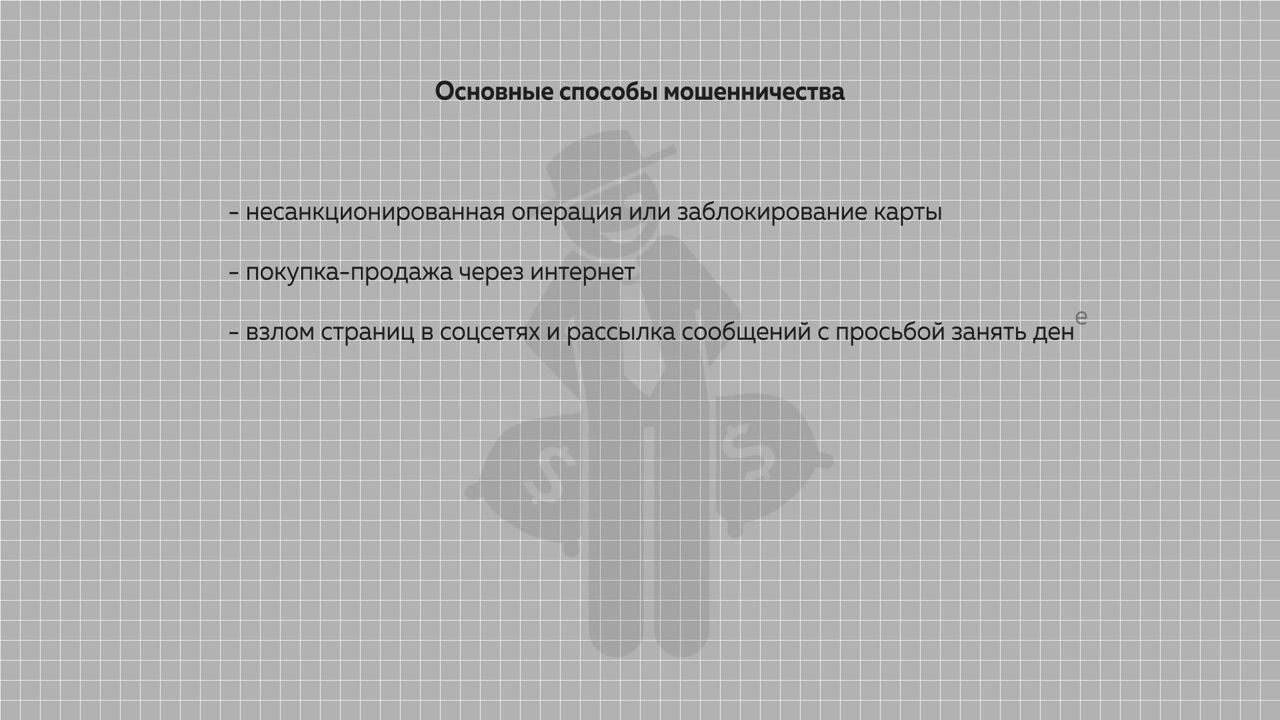 Основные способы мошенничества
- несанкционированная операция или заблокирование карты
- покупка-продажа через интернет
- взлом страниц в соцсетях и рассылка сообщений с просьбой занять дене